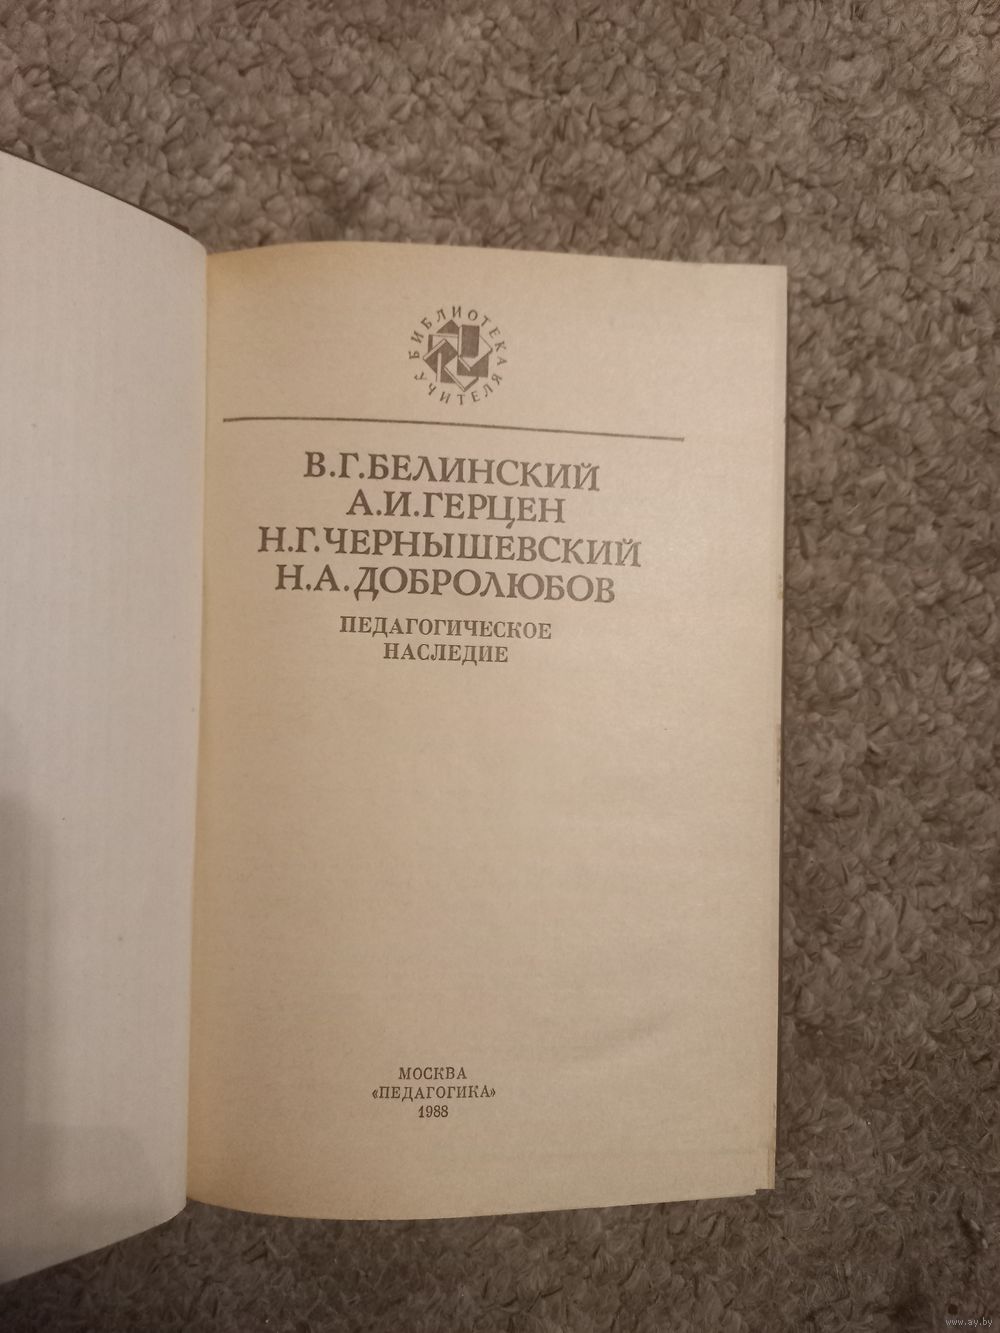 БИБЛИОТЕКА
УЧИТЕЛЯ
В.Г.БЕЛИНСКИЙ
А.И.ГЕРЦЕН
Н.Г.ЧЕРНЫШЕВСКИЙ
Н.А.ДОБРОЛЮБОВ
ПЕДАГОГИЧЕСКОЕ
НАСЛЕДИЕ
МОСКВА
«ПЕДАГОГИКА»
1988
www.ay.by